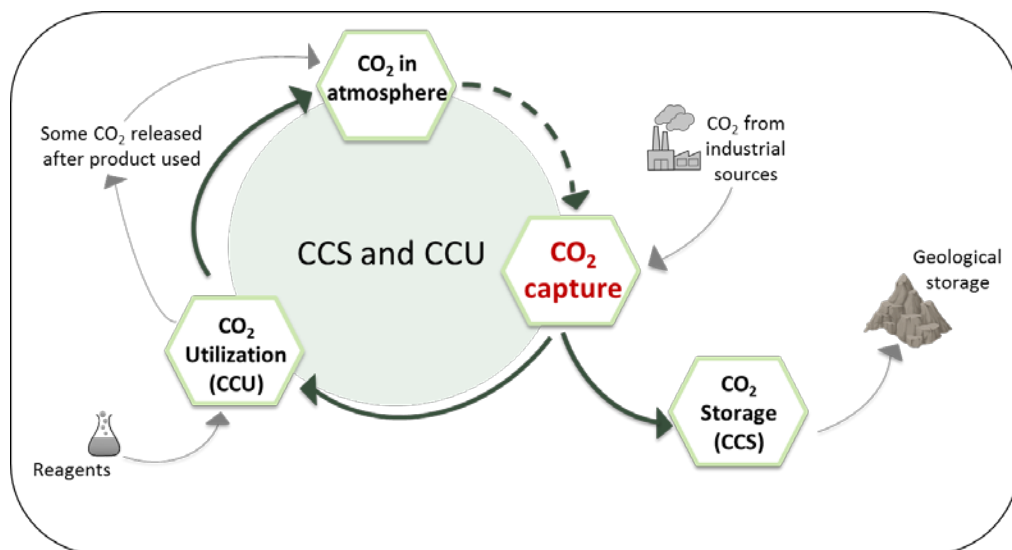 CO₂ in
atmosphere
Some CO₂ released
after product used
CO₂ from
industrial
sources
CCS and CCU
CO₂
capture
Geological
storage
CO₂
Utilization
(CCU)
CO₂
Storage
(CCS)
Reagents